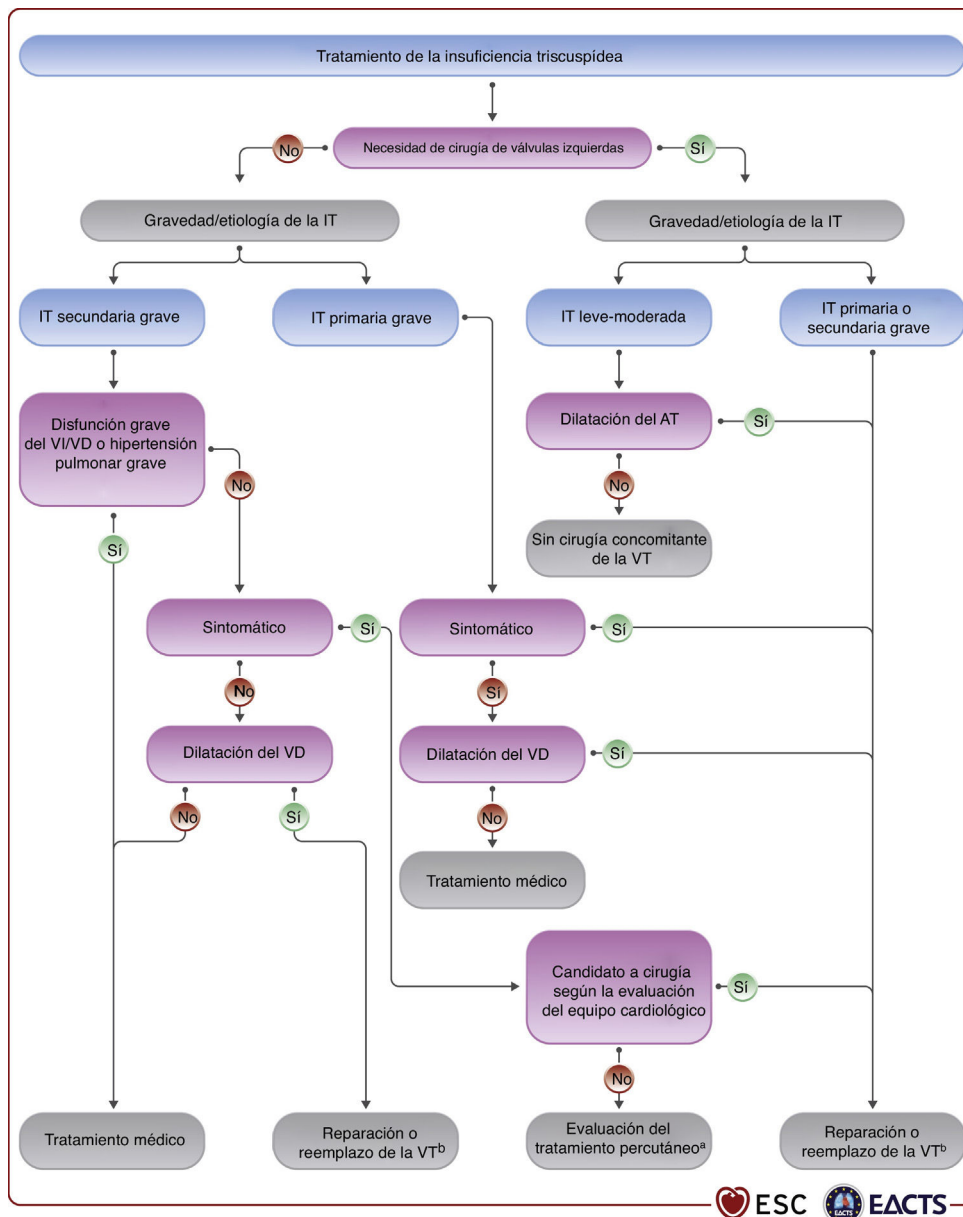 Tratamiento de la insuficiencia triscuspídea
No
Necesidad de cirugía de válvulas izquierdas
Sí
Gravedad/etiología de la IT
Gravedad/etiología de la IT
IT secundaria grave
IT primaria grave
IT leve-moderada
IT primaria o
secundaria grave
Disfunción grave
del VI/VD o hipertensión
pulmonar grave
Dilatación del AT
Sí
No
No
Sí
Sin cirugía concomitante
de la VT
Sintomático
Sí
Sintomático
Sí
No
Sí
Dilatación del VD
Dilatación del VD
Sí
No
Sí
No
Tratamiento médico
Candidato a cirugía
según la evaluación
del equipo cardiológico
Sí
No
Tratamiento médico
Reparación o
reemplazo de la VTb
Evaluación del
tratamiento percutáneoa
Reparación o
reemplazo de la VTb
ESC
EACTS
EACTS